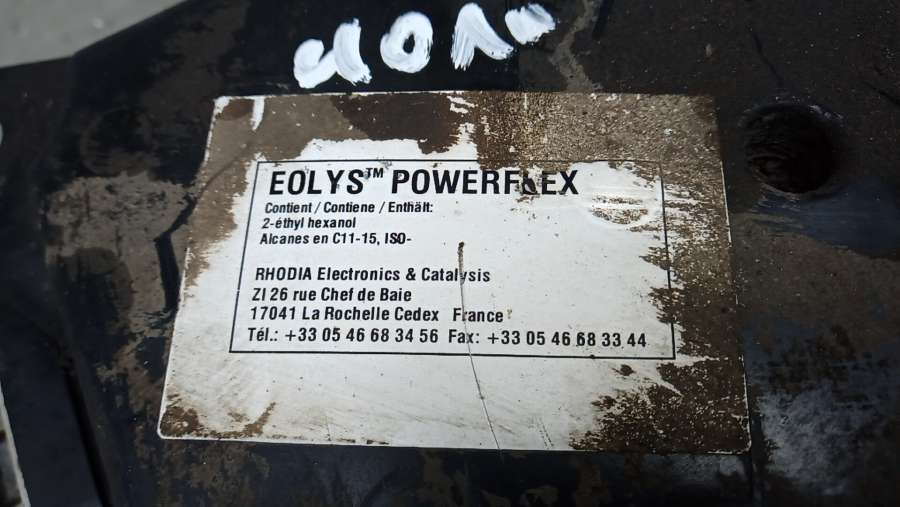 EOLYS™ POWERFLEX
Contient / Contiene / Enthält:
2-éthyl hexanol
Alcanes en C11-15, ISO-
RHODIA Electronics & Catalysis
ZI 26 rue Chef de Baie
17041 La Rochelle Cedex France
Tél.: +33 05 46 68 34 56 Fax: +33 05 46 68 33 44